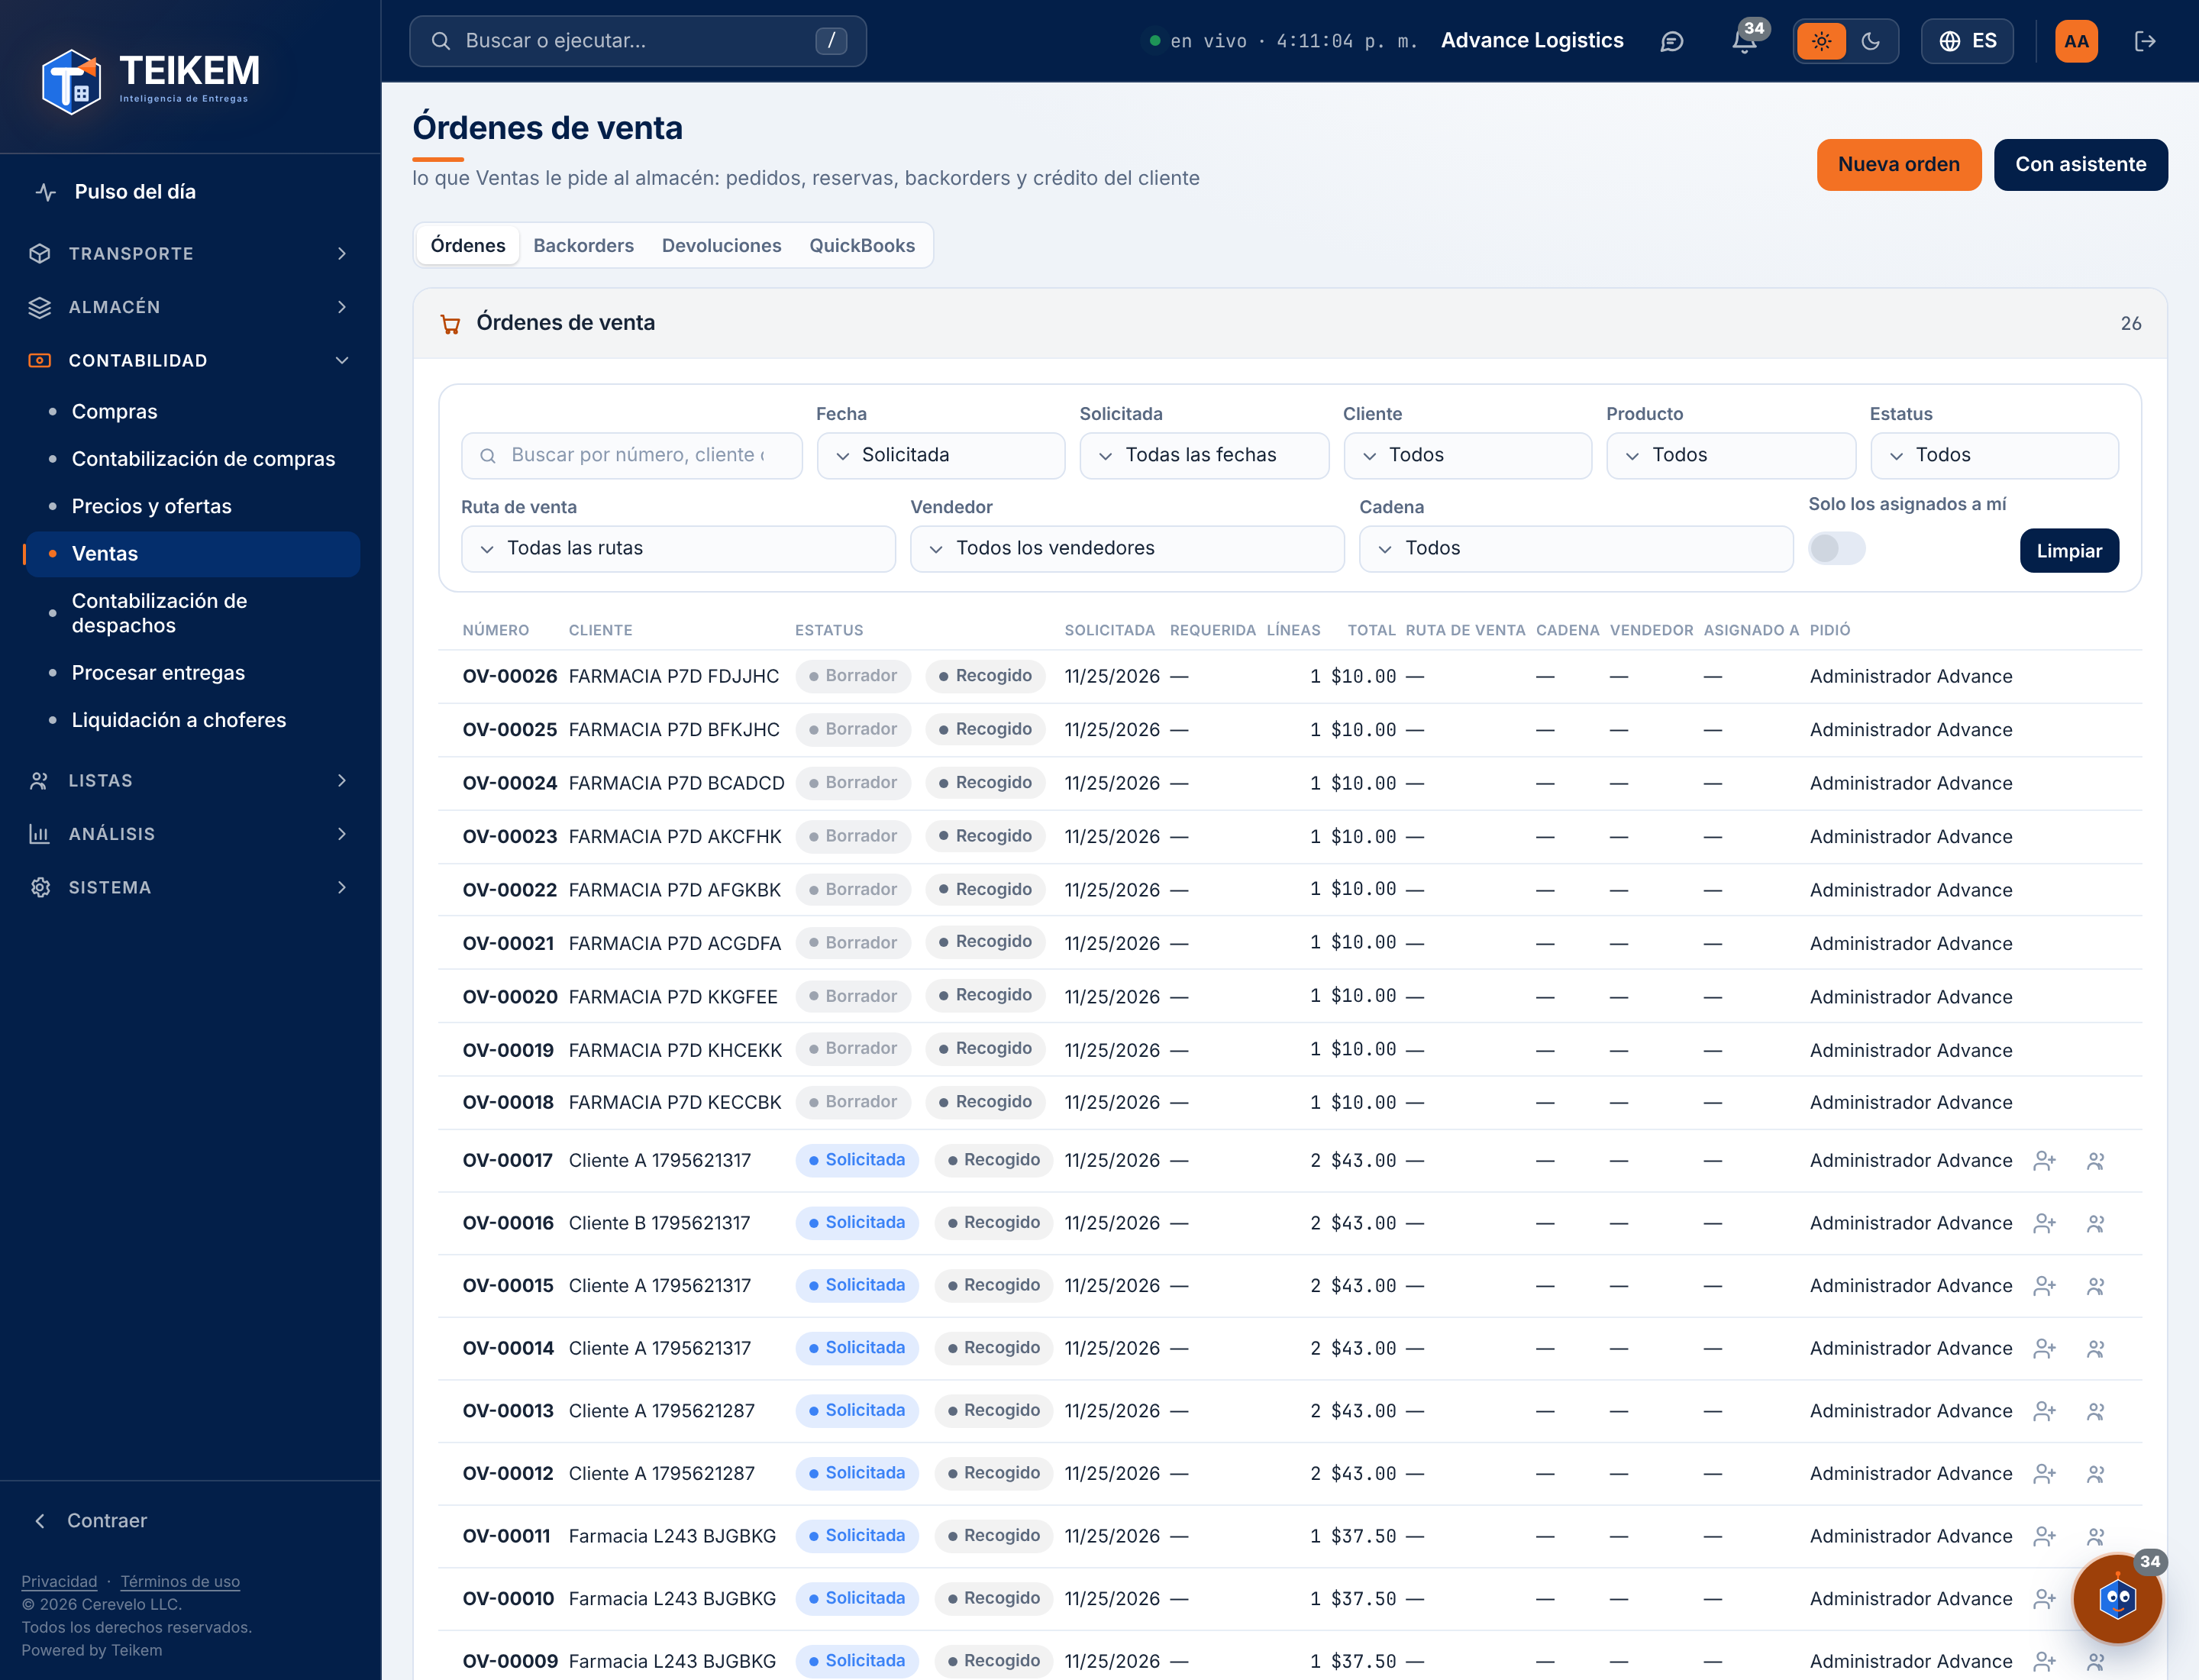 TEIKEM
Inteligencia de Entregas
Buscar o ejecutar... /
en vivo · 4:11:04 p. m. Advance Logistics 34 ES AA
Pulso del día
TRANSPORTE
ALMACÉN
CONTABILIDAD
Compras
Contabilización de compras
Precios y ofertas
Ventas
Contabilización de
despachos
Procesar entregas
Liquidación a choferes
LISTAS
ANÁLISIS
SISTEMA
Contraer
Privacidad · Términos de uso
© 2026 Cerevelo LLC.
Todos los derechos reservados.
Powered by Teikem
Órdenes de venta
lo que Ventas le pide al almacén: pedidos, reservas, backorders y crédito del cliente
Nueva orden Con asistente
Órdenes Backorders Devoluciones QuickBooks
Órdenes de venta 26
Fecha Solicitada Cliente Producto Estatus
Buscar por número, cliente Solicitada Todas las fechas Todos Todos Todos
Ruta de venta Vendedor Cadena Solo los asignados a mí
Todas las rutas Todos los vendedores Todos Limpiar
NÚMERO CLIENTE ESTATUS SOLICITADA REQUERIDA LÍNEAS TOTAL RUTA DE VENTA CADENA VENDEDOR ASIGNADO A PIDIÓ
OV-00026 FARMACIA P7D FDJJHC Borrador Recogido 11/25/2026 — 1 $10.00 — — — — Administrador Advance
OV-00025 FARMACIA P7D BFKJHC Borrador Recogido 11/25/2026 — 1 $10.00 — — — — Administrador Advance
OV-00024 FARMACIA P7D BCADCD Borrador Recogido 11/25/2026 — 1 $10.00 — — — — Administrador Advance
OV-00023 FARMACIA P7D AKCFHK Borrador Recogido 11/25/2026 — 1 $10.00 — — — — Administrador Advance
OV-00022 FARMACIA P7D AFGKBK Borrador Recogido 11/25/2026 — 1 $10.00 — — — — Administrador Advance
OV-00021 FARMACIA P7D ACGDFA Borrador Recogido 11/25/2026 — 1 $10.00 — — — — Administrador Advance
OV-00020 FARMACIA P7D KKGFEE Borrador Recogido 11/25/2026 — 1 $10.00 — — — — Administrador Advance
OV-00019 FARMACIA P7D KHCEKK Borrador Recogido 11/25/2026 — 1 $10.00 — — — — Administrador Advance
OV-00018 FARMACIA P7D KECCBK Borrador Recogido 11/25/2026 — 1 $10.00 — — — — Administrador Advance
OV-00017 Cliente A 1795621317 Solicitada Recogido 11/25/2026 — 2 $43.00 — — — — Administrador Advance
OV-00016 Cliente B 1795621317 Solicitada Recogido 11/25/2026 — 2 $43.00 — — — — Administrador Advance
OV-00015 Cliente A 1795621317 Solicitada Recogido 11/25/2026 — 2 $43.00 — — — — Administrador Advance
OV-00014 Cliente A 1795621317 Solicitada Recogido 11/25/2026 — 2 $43.00 — — — — Administrador Advance
OV-00013 Cliente A 1795621287 Solicitada Recogido 11/25/2026 — 2 $43.00 — — — — Administrador Advance
OV-00012 Cliente A 1795621287 Solicitada Recogido 11/25/2026 — 2 $43.00 — — — — Administrador Advance
OV-00011 Farmacia L243 BJGBKG Solicitada Recogido 11/25/2026 — 1 $37.50 — — — — Administrador Advance
OV-00010 Farmacia L243 BJGBKG Solicitada Recogido 11/25/2026 — 1 $37.50 — — — — Administrador Advance
OV-00009 Farmacia L243 BJGBKG Solicitada Recogido 11/25/2026 — 1 $37.50 — — — — Administrador Advance
34